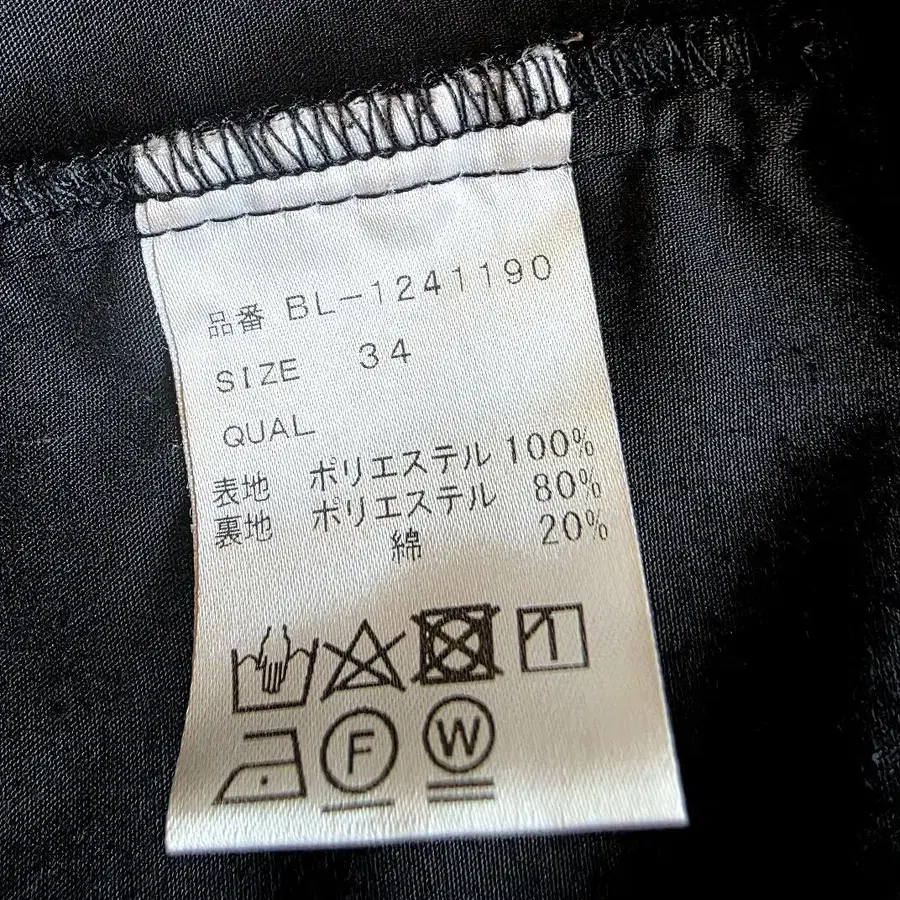 品番 BL-1241190
SIZE 34
QUAL
表地 ポリエステル 100%
裏地 ポリエステル 80%
綿 20%
F
W